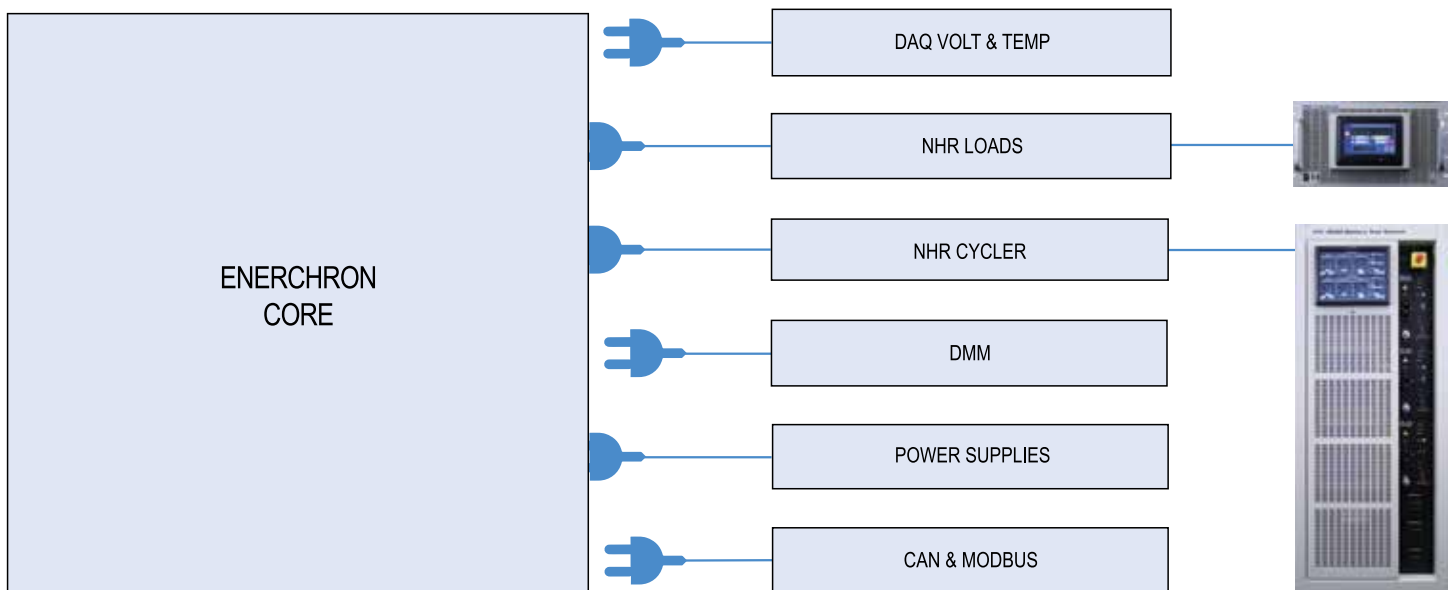 DAQ VOLT & TEMP
NHR LOADS
NHR CYCLER
ENERCHRON
CORE
DMM
POWER SUPPLIES
CAN & MODBUS